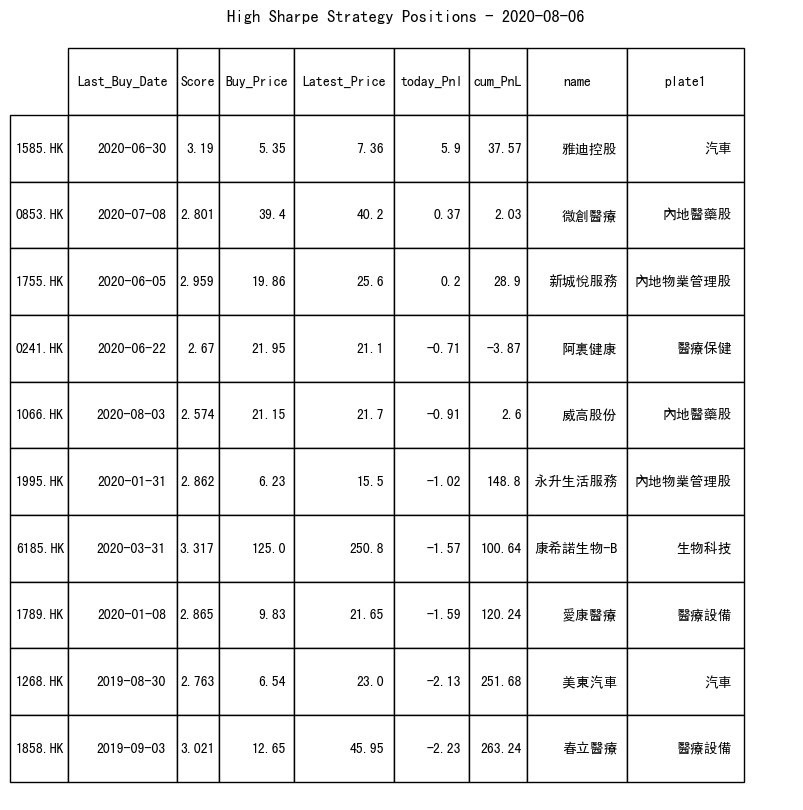 High Sharpe Strategy Positions - 2020-08-06
Last_Buy_Date Score Buy_Price Latest_Price today_Pnl cum_PnL name plate1
1585.HK 2020-06-30 3.19 5.35 7.36 5.9 37.57 雅迪控股 汽車
0853.HK 2020-07-08 2.801 39.4 40.2 0.37 2.03 微創醫療 內地醫藥股
1755.HK 2020-06-05 2.959 19.86 25.6 0.2 28.9 新城悅服務 內地物業管理股
0241.HK 2020-06-22 2.67 21.95 21.1 -0.71 -3.87 阿裏健康 醫療保健
1066.HK 2020-08-03 2.574 21.15 21.7 -0.91 2.6 威高股份 內地醫藥股
1995.HK 2020-01-31 2.862 6.23 15.5 -1.02 148.8 永升生活服務 內地物業管理股
6185.HK 2020-03-31 3.317 125.0 250.8 -1.57 100.64 康希諾生物-B 生物科技
1789.HK 2020-01-08 2.865 9.83 21.65 -1.59 120.24 愛康醫療 醫療設備
1268.HK 2019-08-30 2.763 6.54 23.0 -2.13 251.68 美東汽車 汽車
1858.HK 2019-09-03 3.021 12.65 45.95 -2.23 263.24 春立醫療 醫療設備